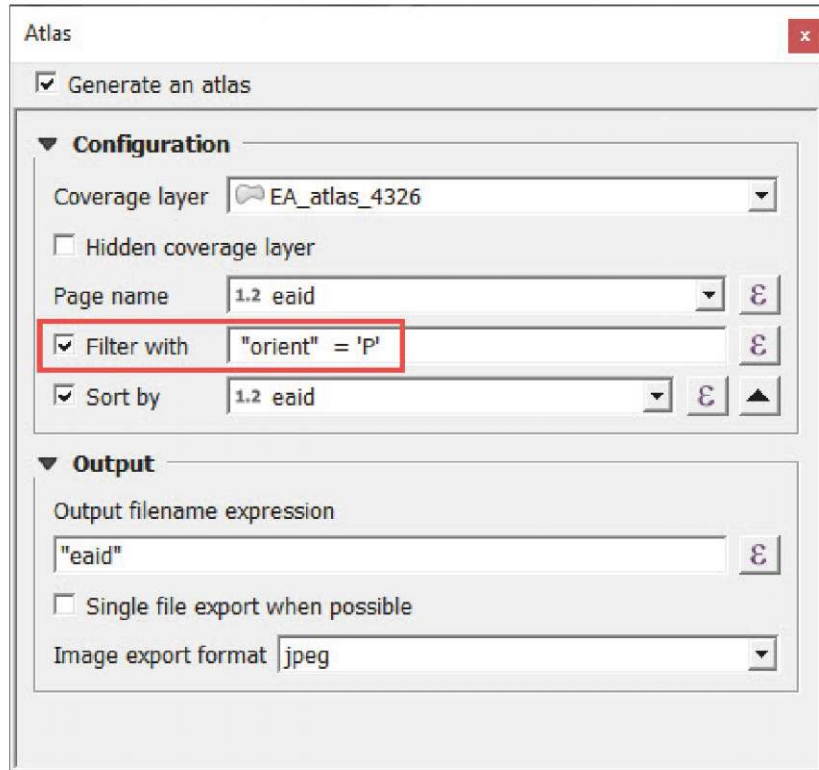 Atlas
x
Generate an atlas
Configuration
Coverage layer EA_atlas_4326
Hidden coverage layer
Page name 1.2 eaid ε
Filter with "orient" = 'P' ε
Sort by 1.2 eaid ε
Output
Output filename expression
"eaid" ε
Single file export when possible
Image export format jpeg